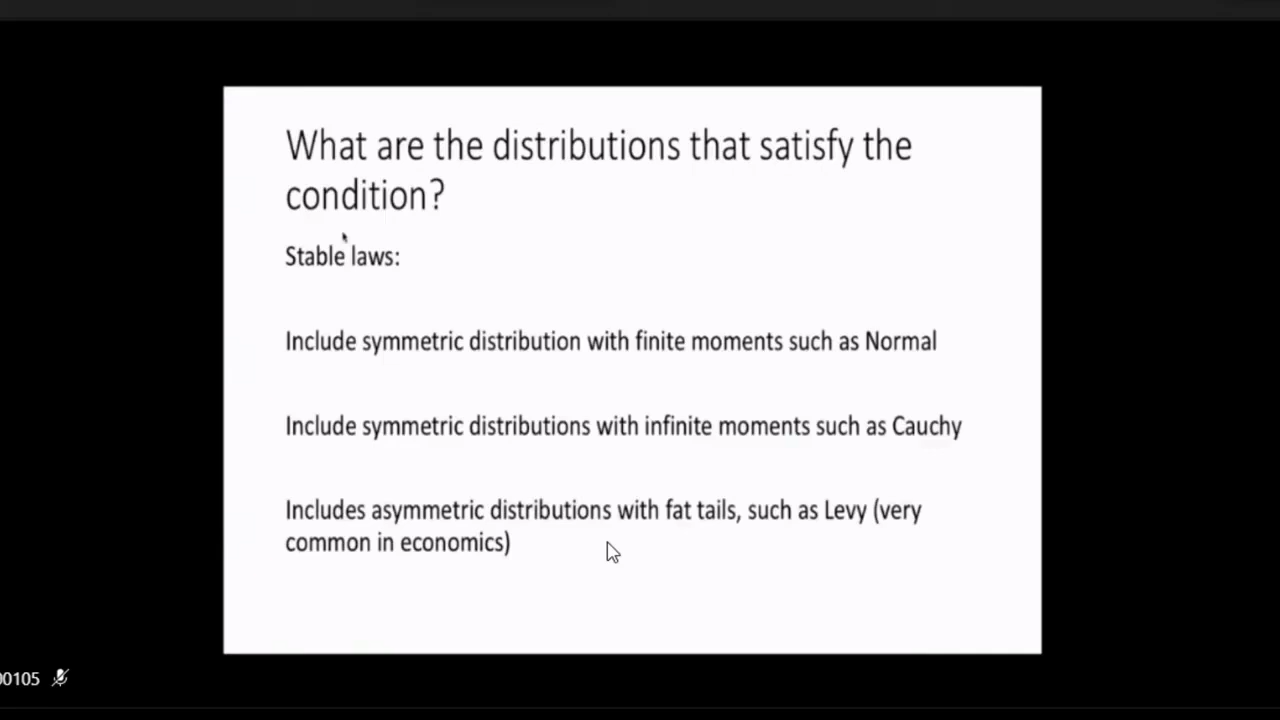 What are the distributions that satisfy the
condition?
Stable laws:
Include symmetric distribution with finite moments such as Normal
Include symmetric distributions with infinite moments such as Cauchy
Includes asymmetric distributions with fat tails, such as Levy (very
common in economics)
00105